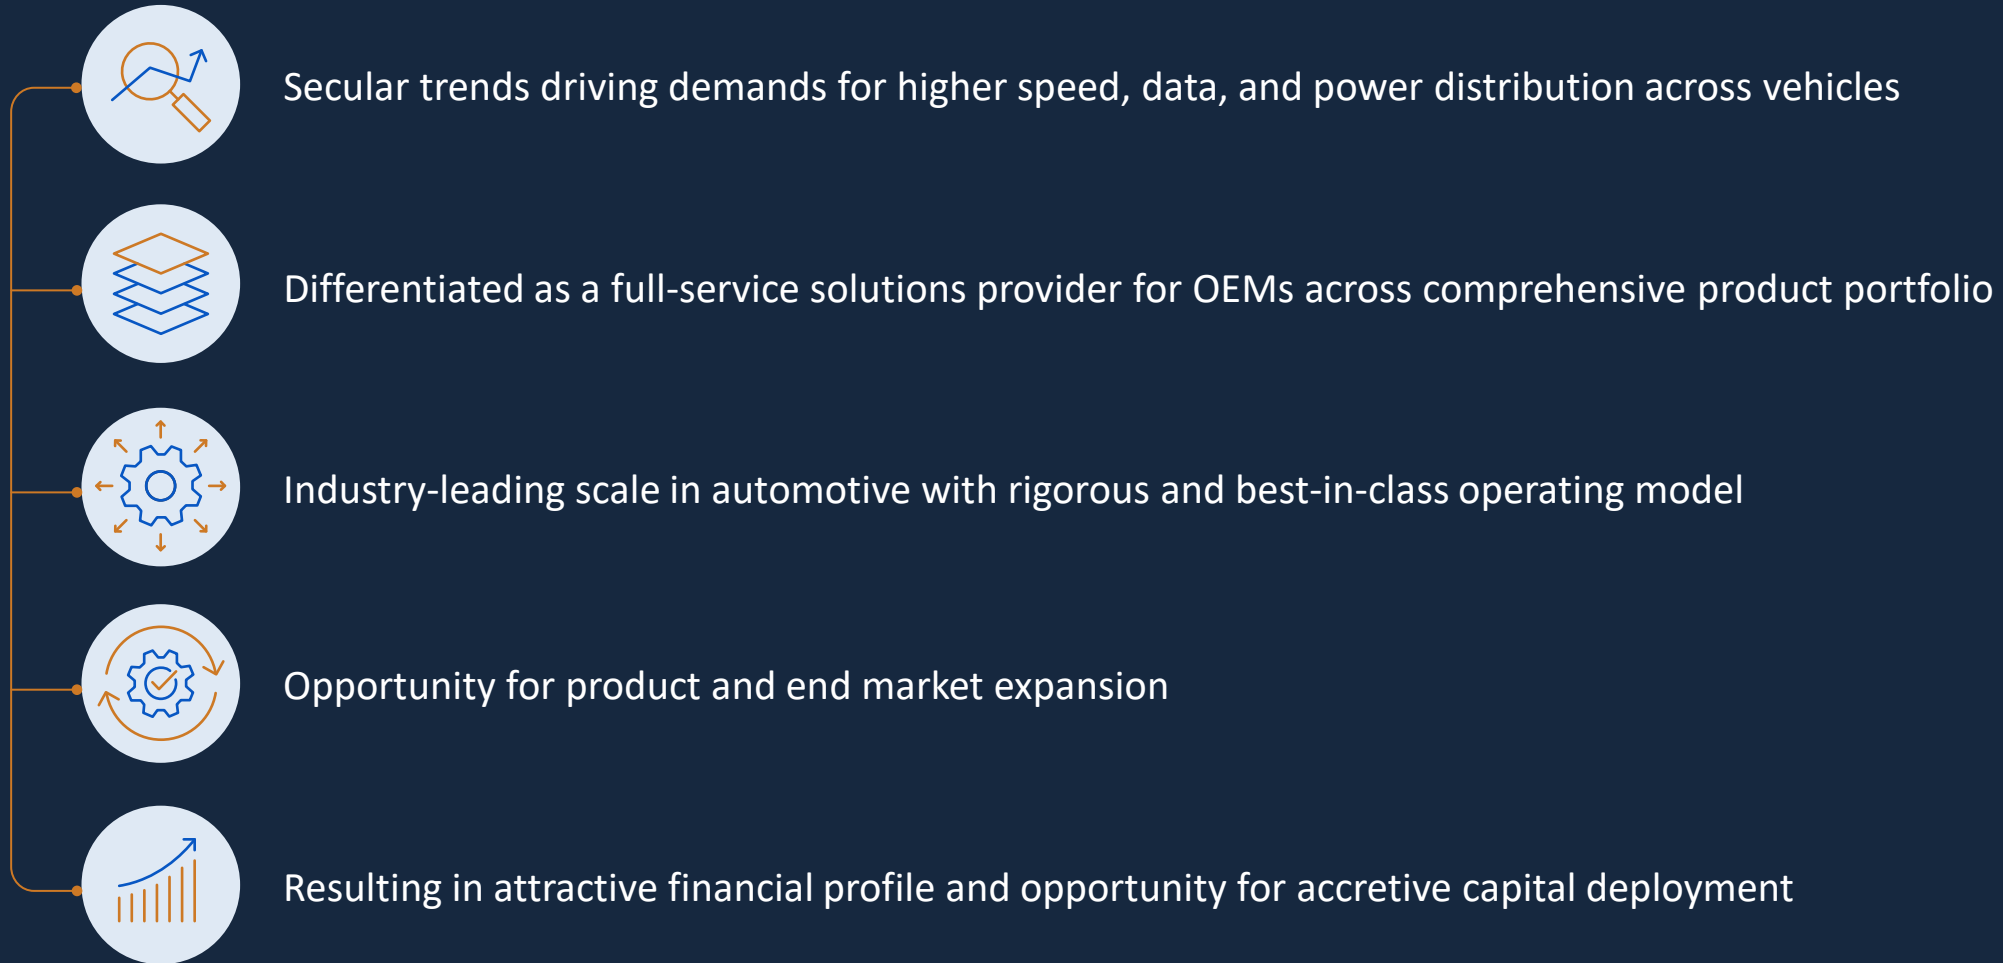 Secular trends driving demands for higher speed, data, and power distribution across vehicles
Differentiated as a full-service solutions provider for OEMs across comprehensive product portfolio
Industry-leading scale in automotive with rigorous and best-in-class operating model
Opportunity for product and end market expansion
Resulting in attractive financial profile and opportunity for accretive capital deployment